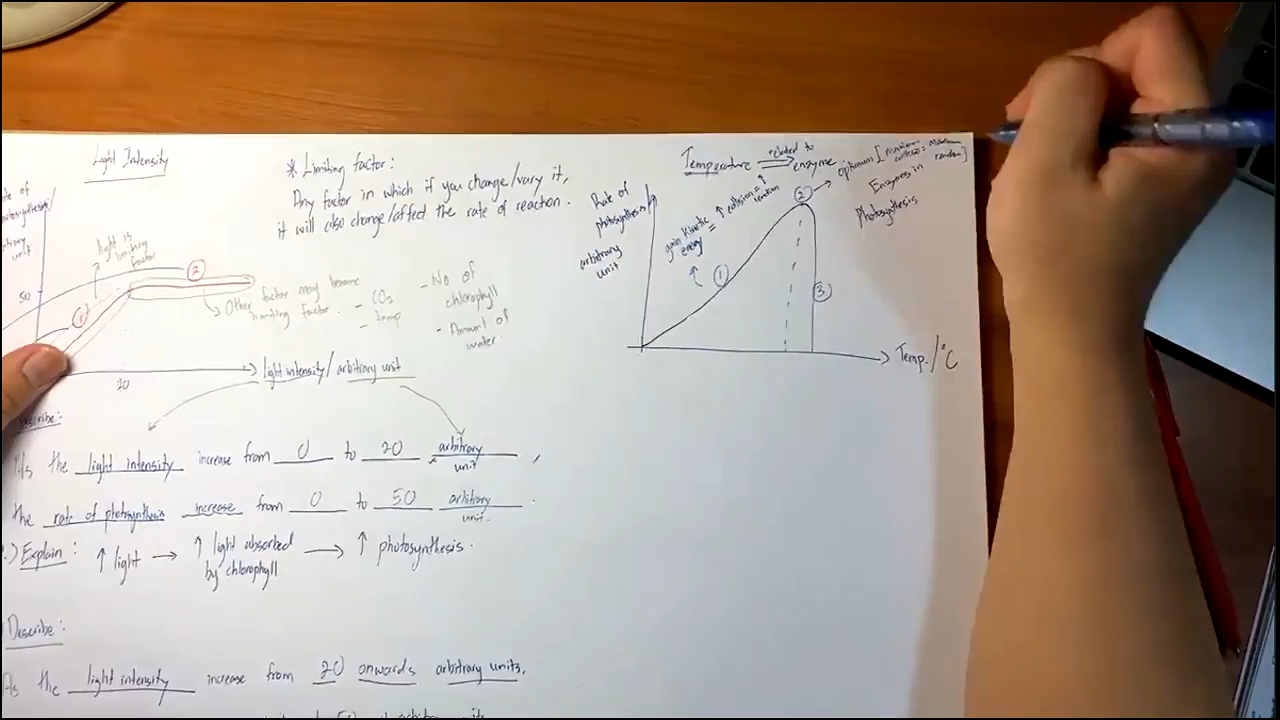 Light Intensity
Rate of
photosynthesis/
arbitrary
unit
50
20
light is
limiting
factor
1
2
Other factor may become
limiting factor.
- CO2
- temp
- No of
chlorophyll
- Amount of
water.
light intensity/arbitrary unit
* Limiting factor:
Any factor in which if you change/vary it,
it will also change/affect the rate of reaction.
Describe:
As the light intensity increase from 0 to 20 arbitrary
unit,
the rate of photosynthesis increase from 0 to 50 arbitrary
unit.
.) Explain: ↑ light → ↑ light absorbed
by chlorophyll → ↑ photosynthesis.
Describe:
As the light intensity increase from 20 onwards arbitrary units,
Temperature related to enzyme
Rate of
photosynthesis/
arbitrary
unit
gain kinetic
energy = ↑ collision = ↑
1
2
3
optimum [
Enzymes in
Photosynthesis
Temp./°C